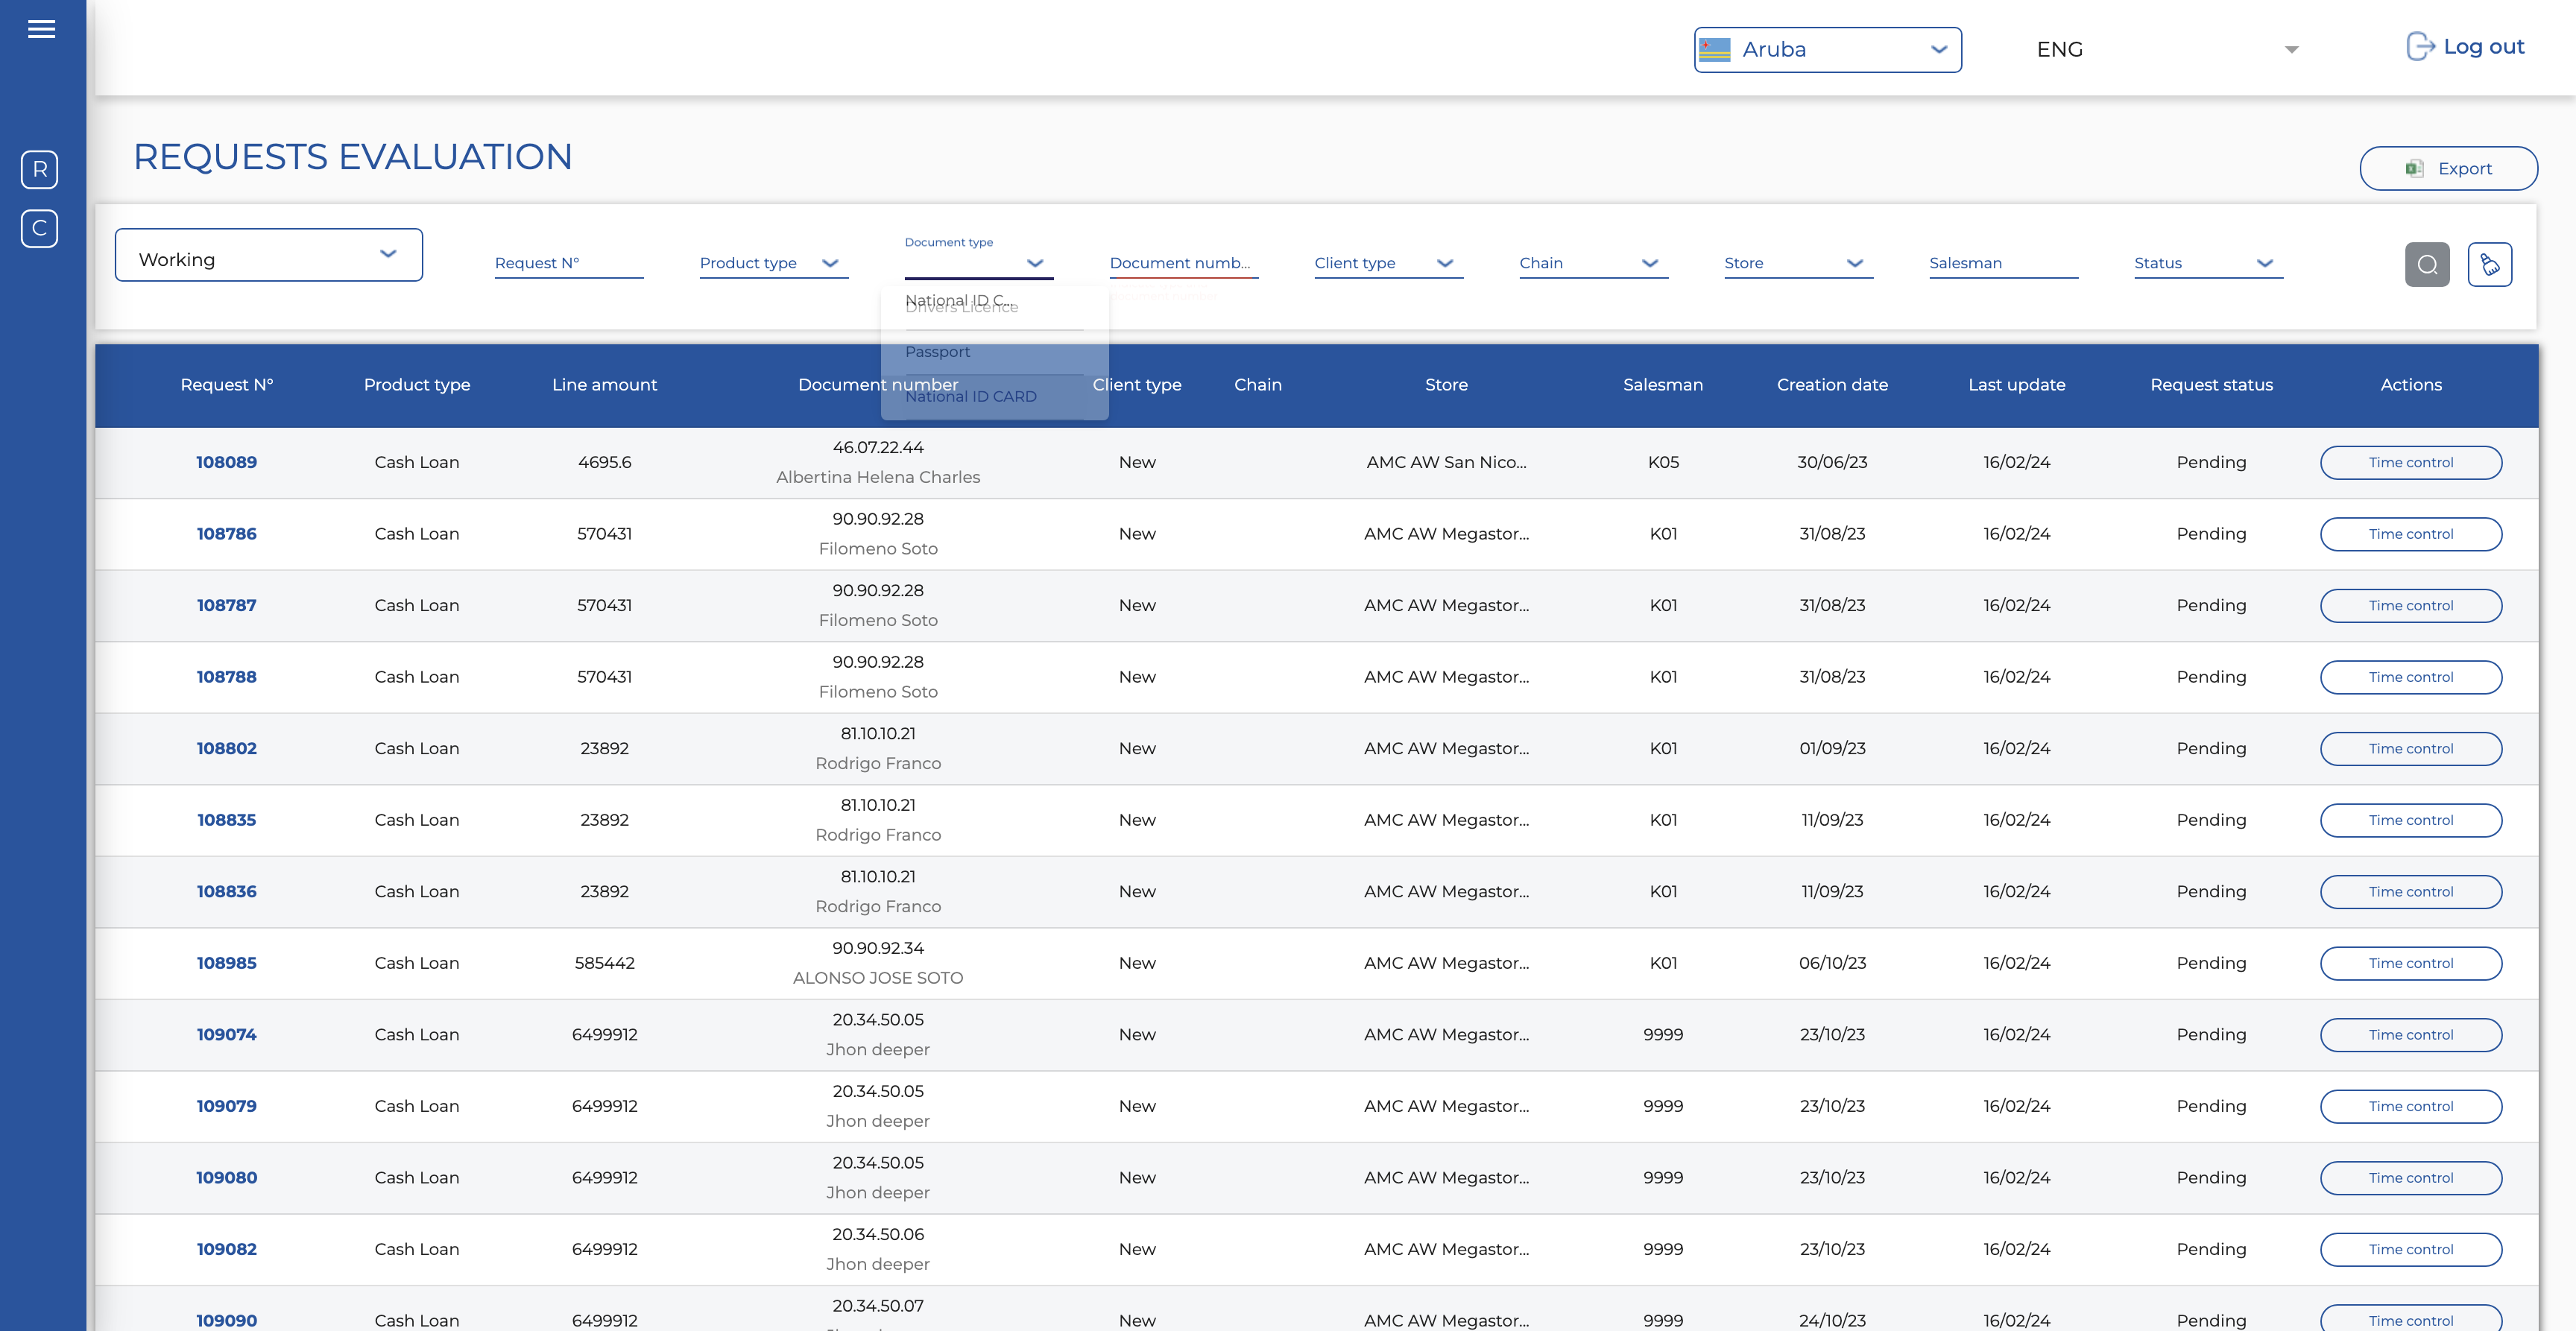 Aruba
ENG
Log out
R
C
REQUESTS EVALUATION
Export
Working
Request N°
Product type
Document type
Document numb...
Client type
Chain
Store
Salesman
Status
National ID C...
Drivers Licence
Passport
National ID CARD
Request N° Product type Line amount Document number Client type Chain Store Salesman Creation date Last update Request status Actions
108089 Cash Loan 4695.6 46.07.22.44 New AMC AW San Nico... K05 30/06/23 16/02/24 Pending Time control
Albertina Helena Charles
108786 Cash Loan 570431 90.90.92.28 New AMC AW Megastor... K01 31/08/23 16/02/24 Pending Time control
Filomeno Soto
108787 Cash Loan 570431 90.90.92.28 New AMC AW Megastor... K01 31/08/23 16/02/24 Pending Time control
Filomeno Soto
108788 Cash Loan 570431 90.90.92.28 New AMC AW Megastor... K01 31/08/23 16/02/24 Pending Time control
Filomeno Soto
108802 Cash Loan 23892 81.10.10.21 New AMC AW Megastor... K01 01/09/23 16/02/24 Pending Time control
Rodrigo Franco
108835 Cash Loan 23892 81.10.10.21 New AMC AW Megastor... K01 11/09/23 16/02/24 Pending Time control
Rodrigo Franco
108836 Cash Loan 23892 81.10.10.21 New AMC AW Megastor... K01 11/09/23 16/02/24 Pending Time control
Rodrigo Franco
108985 Cash Loan 585442 90.90.92.34 New AMC AW Megastor... K01 06/10/23 16/02/24 Pending Time control
ALONSO JOSE SOTO
109074 Cash Loan 6499912 20.34.50.05 New AMC AW Megastor... 9999 23/10/23 16/02/24 Pending Time control
Jhon deeper
109079 Cash Loan 6499912 20.34.50.05 New AMC AW Megastor... 9999 23/10/23 16/02/24 Pending Time control
Jhon deeper
109080 Cash Loan 6499912 20.34.50.05 New AMC AW Megastor... 9999 23/10/23 16/02/24 Pending Time control
Jhon deeper
109082 Cash Loan 6499912 20.34.50.06 New AMC AW Megastor... 9999 23/10/23 16/02/24 Pending Time control
Jhon deeper
109090 Cash Loan 6499912 20.34.50.07 New AMC AW Megastor... 9999 24/10/23 16/02/24 Pending Time control